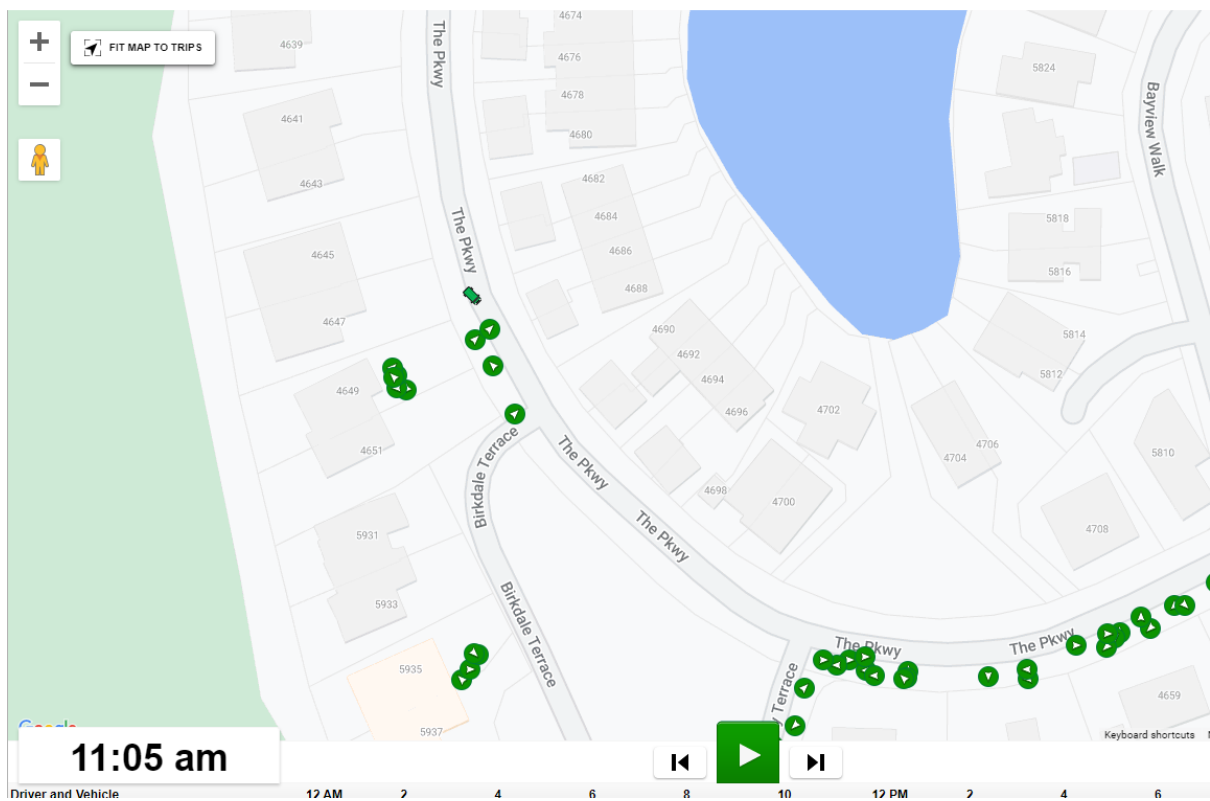 +
FIT MAP TO TRIPS
−
4639
The Pkwy
4674
4676
4678
4680
5824
Bayview Walk
4641
4643
4682
4684
4686
4688
5818
5816
The Pkwy
4645
4647
4690
4692
4694
4696
5814
5812
4649
4651
4702
4706
4704
5810
Birkdale Terrace
The Pkwy
4698
4700
4708
5931
5933
The Pkwy
Birkdale Terrace
The Pkwy
The Pkwy
5935
5937
y Terrace
4659
Google
Keyboard shortcuts
11:05 am
Driver and Vehicle 12 AM 2 4 6 8 10 12 PM 2 4 6